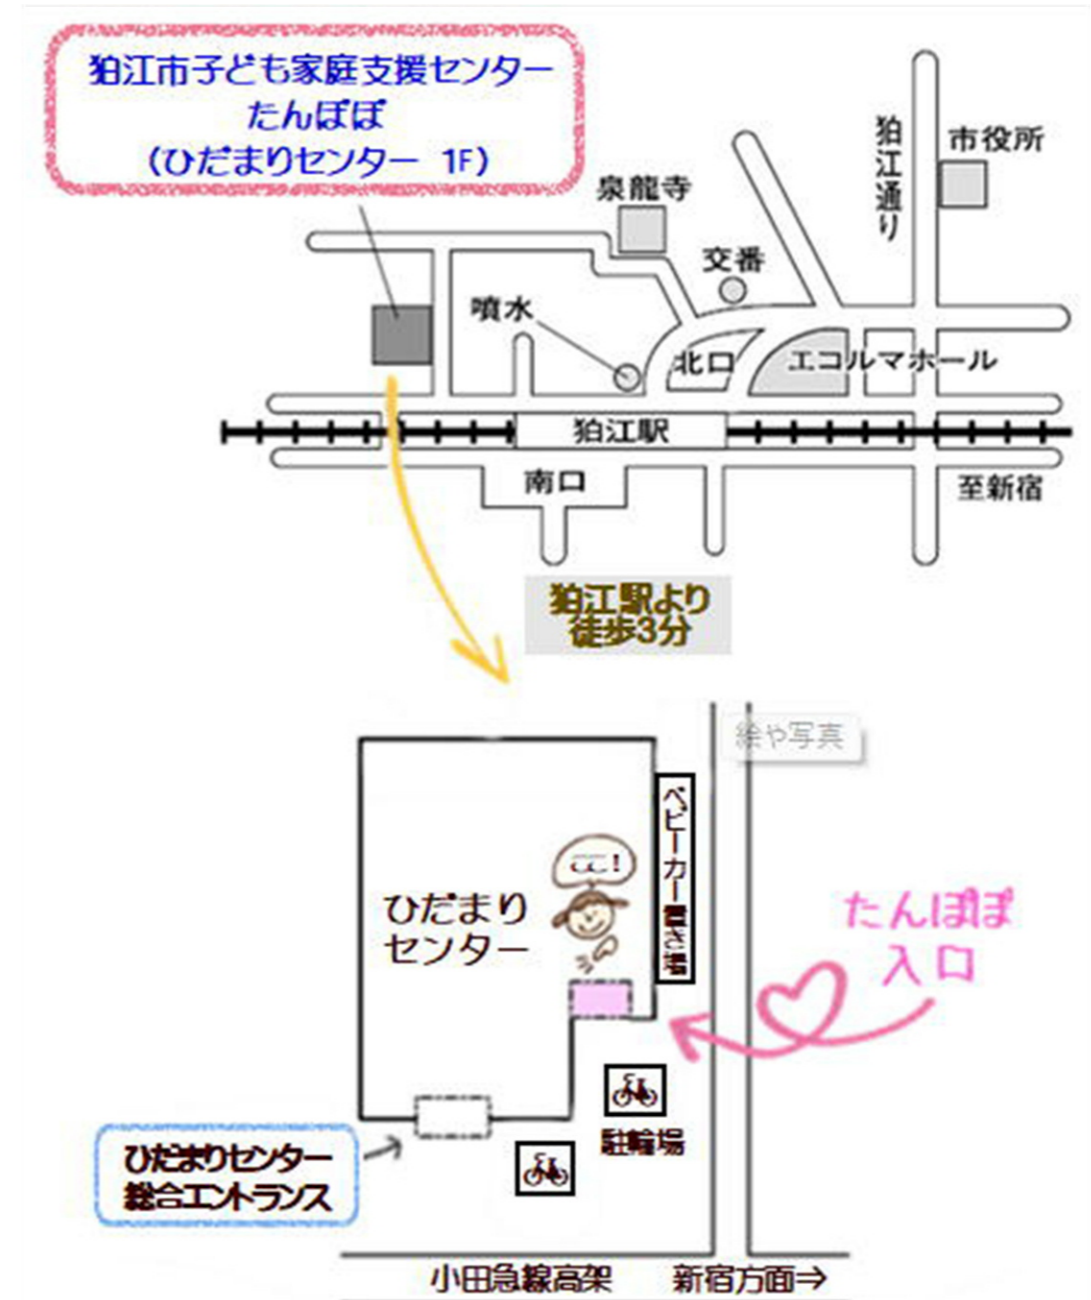 狛江市子ども家庭支援センター
たんぽぽ
（ひだまりセンター 1F）
泉龍寺
狛江通り
市役所
交番
噴水
北口
エコルマホール
狛江駅
南口
至新宿
狛江駅より
徒歩3分
絵や写真
ベビーカー置き場
ここ！
ひだまり
センター
たんぽぽ
入口
駐輪場
ひだまりセンター
総合エントランス
小田急線高架
新宿方面→